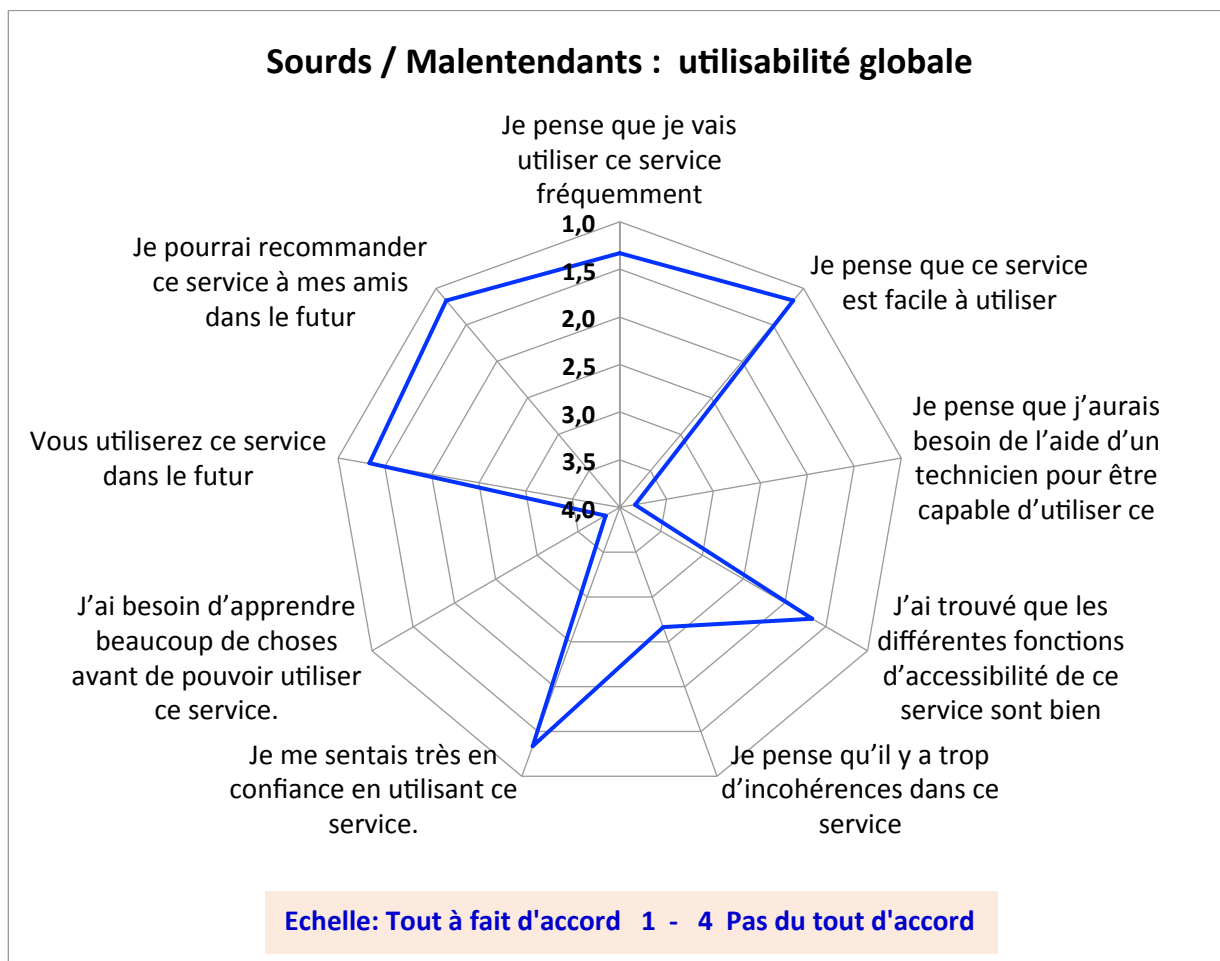 Sourds / Malentendants :  utilisabilité globale
Je pense que je vais
utiliser ce service
fréquemment
Je pense que ce service
est facile à utiliser
Je pense que j’aurais
besoin de l’aide d’un
technicien pour être
capable d’utiliser ce
J’ai trouvé que les
différentes fonctions
d’accessibilité de ce
service sont bien
Je pense qu’il y a trop
d’incohérences dans ce
service
Je me sentais très en
confiance en utilisant ce
service.
J’ai besoin d’apprendre
beaucoup de choses
avant de pouvoir utiliser
ce service.
Vous utiliserez ce service
dans le futur
Je pourrai recommander
ce service à mes amis
dans le futur
1,0
1,5
2,0
2,5
3,0
3,5
4,0
Echelle: Tout à fait d'accord   1  -  4  Pas du tout d'accord